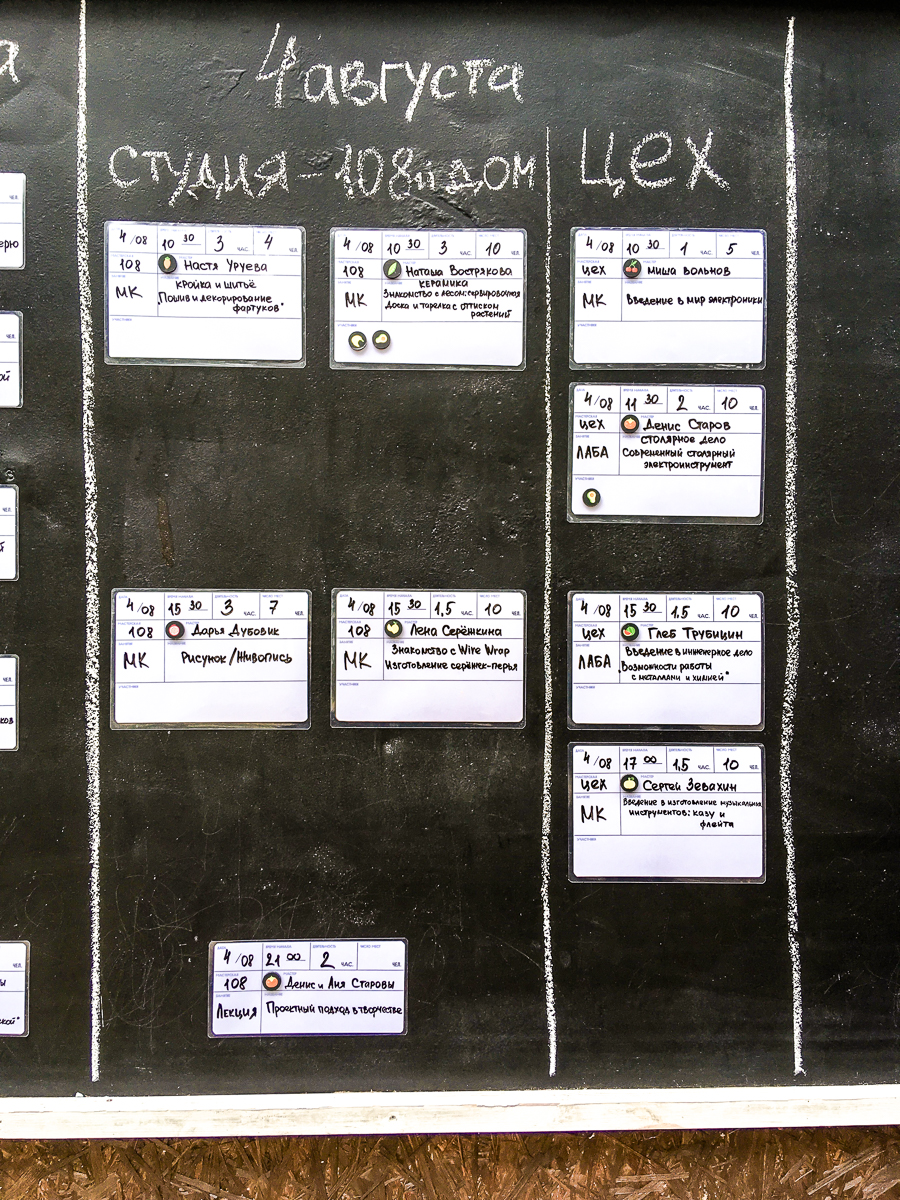 4 августа
СТУДИЯ - 108й ДОМ
ЦЕХ
4/08 10 30 3 час. 4 чел.
108 Настя Уруева
МК кройка и шитьё
Пошив и декорирование
фартуков"
4/08 10 30 3 час. 10 чел.
108 Наташа Вострякова
МК керамика
Знакомство с лесом: сервировочная
доска и тарелка с оттиском
растений
4/08 10 30 1 час. 5 чел.
цех миша вольнов
МК Введение в мир электроники
4/08 11 30 2 час. 10 чел.
цех Денис Старов
ЛАБА столярное дело
Современный столярный
электроинструмент
4/08 15 30 3 час. 7 чел.
108 Дарья Дубовик
МК Рисунок/Живопись
4/08 15 30 1,5 час. 10 чел.
108 Лена Серёжкина
МК Знакомство с Wire Wrap
Изготовление серёжек-перья
4/08 15 30 1,5 час. 10 чел.
цех Глеб Трубицин
ЛАБА Введение в инженерное дело
"Возможности работы
с металлами и химией"
4/08 17 00 1,5 час. 10 чел.
цех Сергей Зевахин
МК Введение в изготовление музыкальных
инструментов: казу и
флейта
4/08 21 00 2 час. чел.
108 Денис и Аня Старовы
Лекция Проектный подход в творчестве